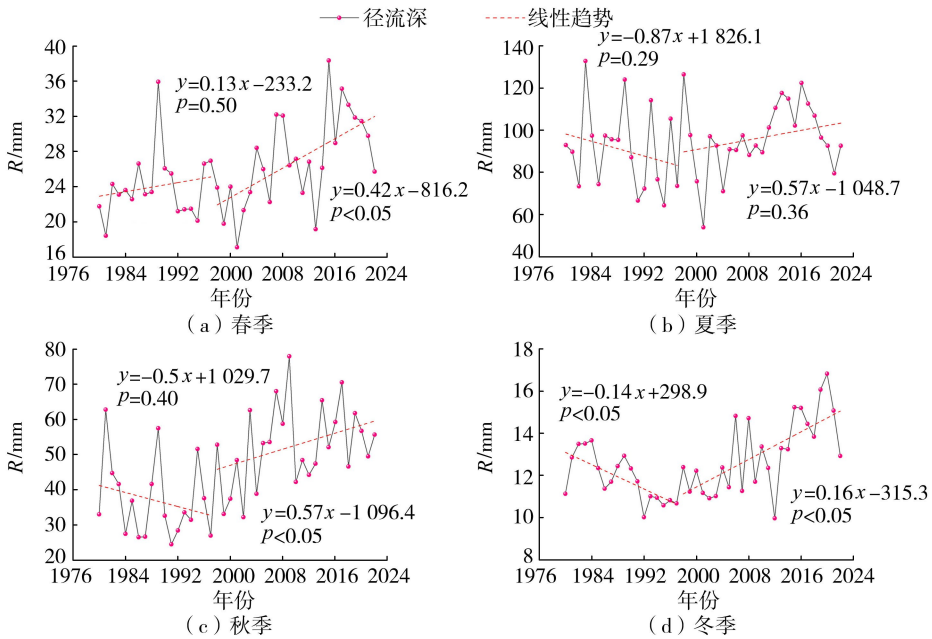 径流深 线性趋势
y=0.13x-233.2
p=0.50
y=0.42x-816.2
p<0.05
40
36
32
28
24
20
16
R/mm
1976 1984 1992 2000 2008 2016 2024
年份
（a）春季
y=-0.87x+1 826.1
p=0.29
y=0.57x-1 048.7
p=0.36
140
120
100
80
60
40
R/mm
1976 1984 1992 2000 2008 2016 2024
年份
（b）夏季
y=-0.5x+1 029.7
p=0.40
y=0.57x-1 096.4
p<0.05
80
70
60
50
40
30
20
R/mm
1976 1984 1992 2000 2008 2016 2024
年份
（c）秋季
y=-0.14x+298.9
p<0.05
y=0.16x-315.3
p<0.05
18
16
14
12
10
8
R/mm
1976 1984 1992 2000 2008 2016 2024
年份
（d）冬季